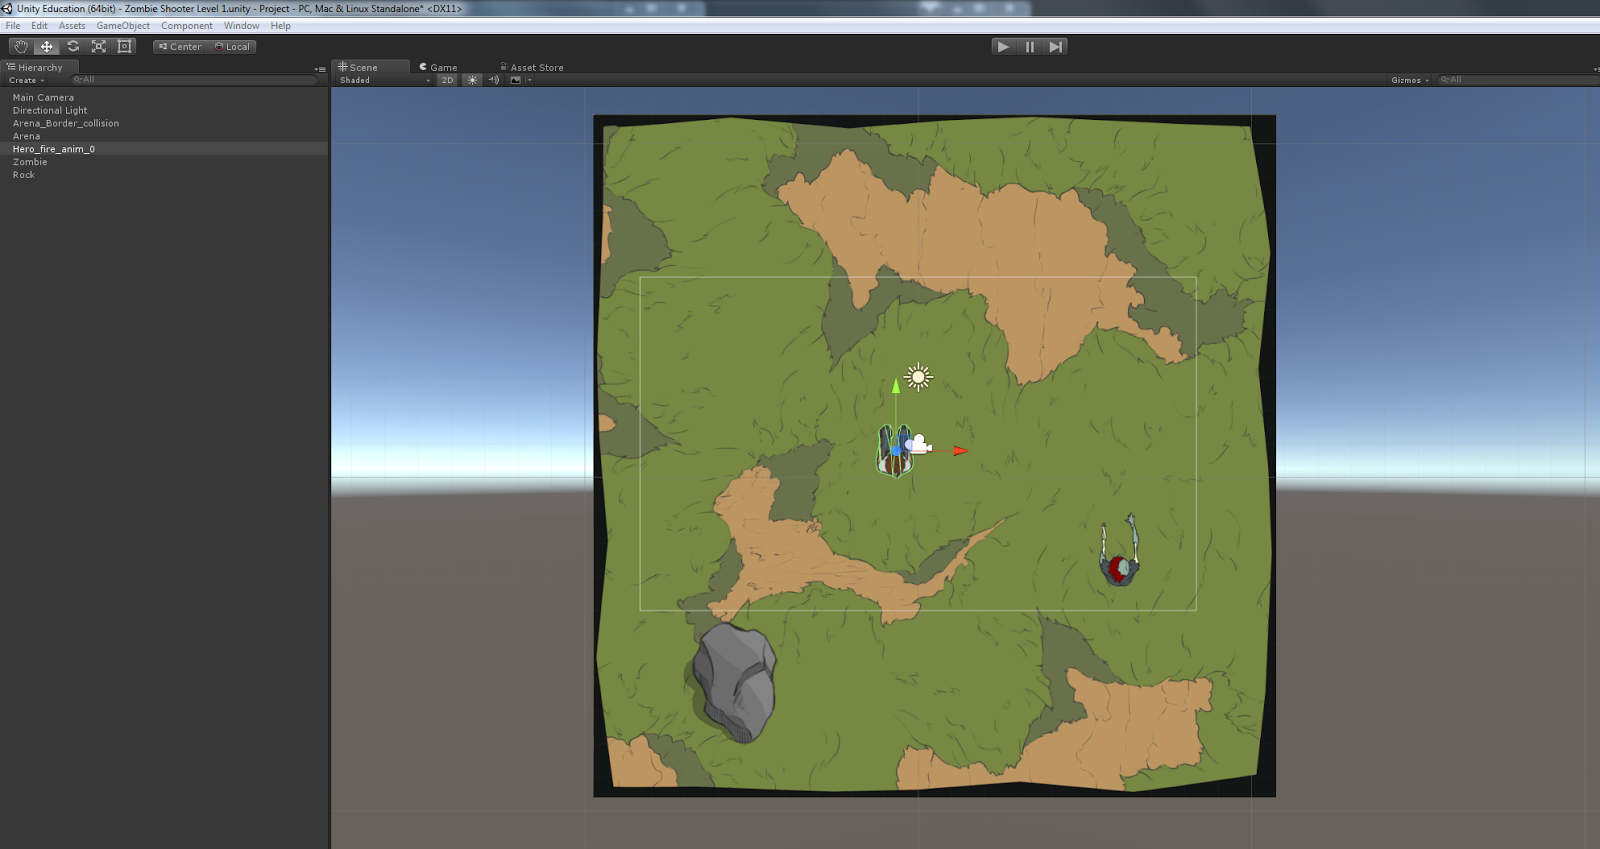 Unity Education (64bit) - Zombie Shooter Level 1.unity - Project - PC, Mac & Linux Standalone* <DX11>
File Edit Assets GameObject Component Window Help
Center Local
Hierarchy
Create All
Main Camera
Directional Light
Arena_Border_collision
Arena
Hero_fire_anim_0
Zombie
Rock
Scene Game Asset Store
Shaded 2D Gizmos All